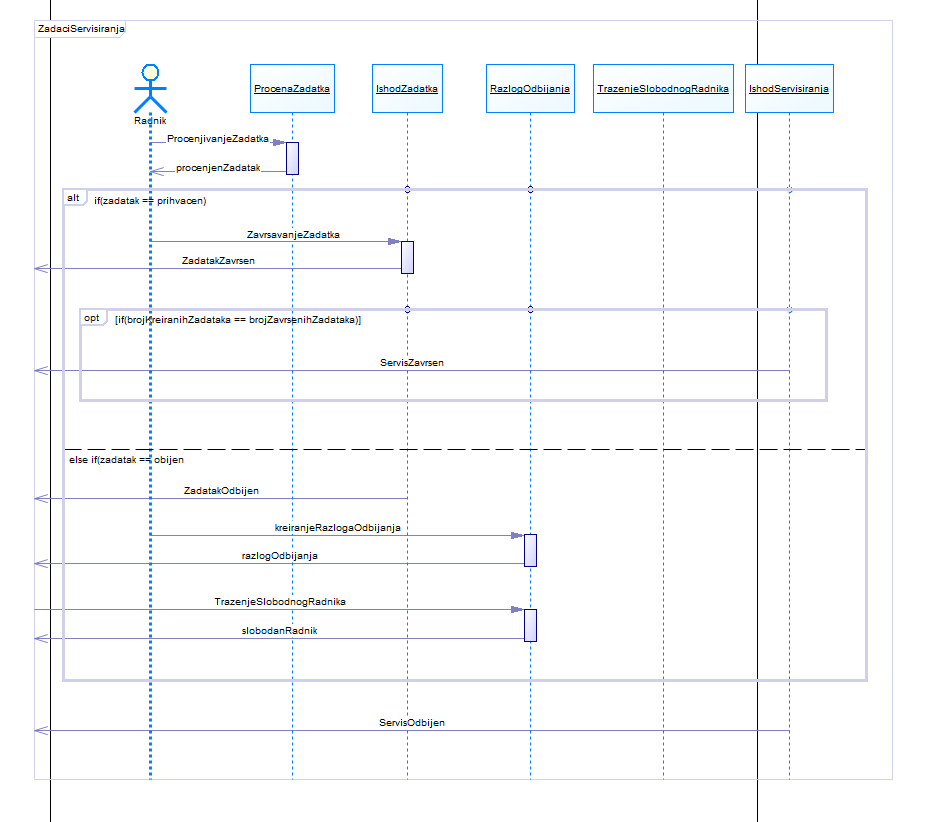 ZadaciServisiranja
Radnik
ProcenaZadatka
IshodZadatka
RazlogOdbijanja
TrazenjeSlobodnogRadnika
IshodServisiranja
ProcenjivanjeZadatka
procenjenZadatak
alt
if(zadatak == prihvacen)
ZavrsavanjeZadatka
ZadatakZavrsen
opt
[if(brojKreiranihZadataka == brojZavrsenihZadataka)]
ServisZavrsen
else if(zadatak == obijen
ZadatakOdbijen
kreiranjeRazlogaOdbijanja
razlogOdbijanja
TrazenjeSlobodnogRadnika
slobodanRadnik
ServisOdbijen